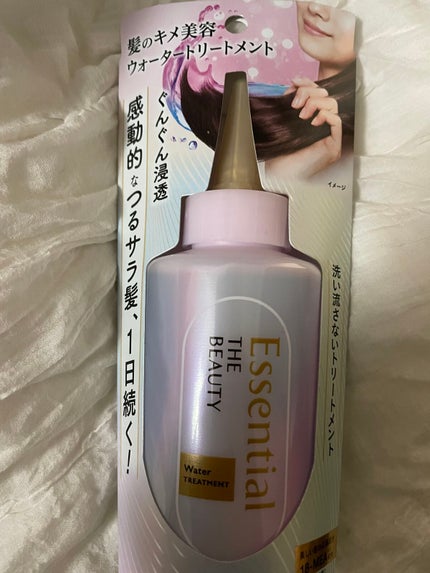 髪のキメ美容
ウォータートリートメント
ぐんぐん浸透
感動的なつるサラ髪、1日続く!
イメージ
洗い流さないトリートメント
Essential
THE
BEAUTY
Water
TREATMENT